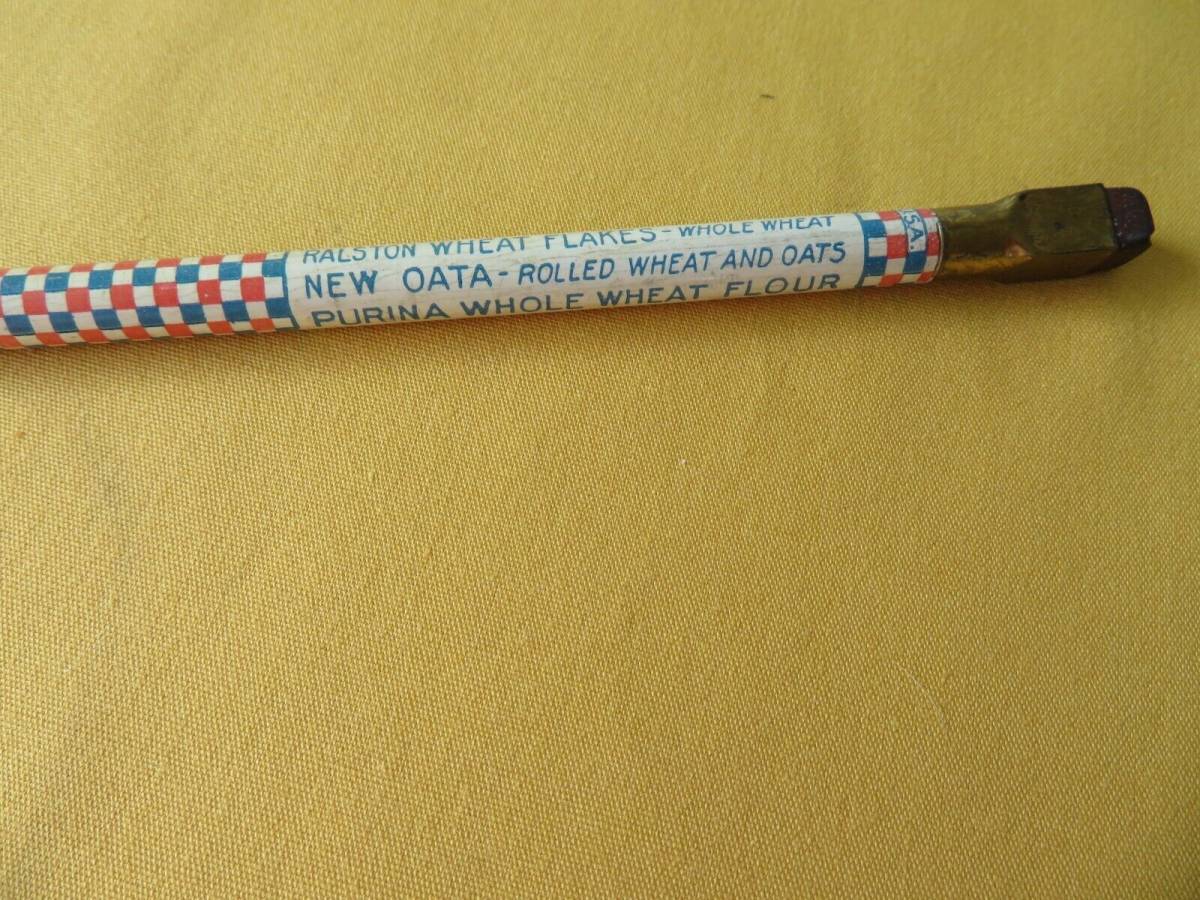 RALSTON WHEAT FLAKES - WHOLE WHEAT
NEW OATA - ROLLED WHEAT AND OATS
PURINA WHOLE WHEAT FLOUR